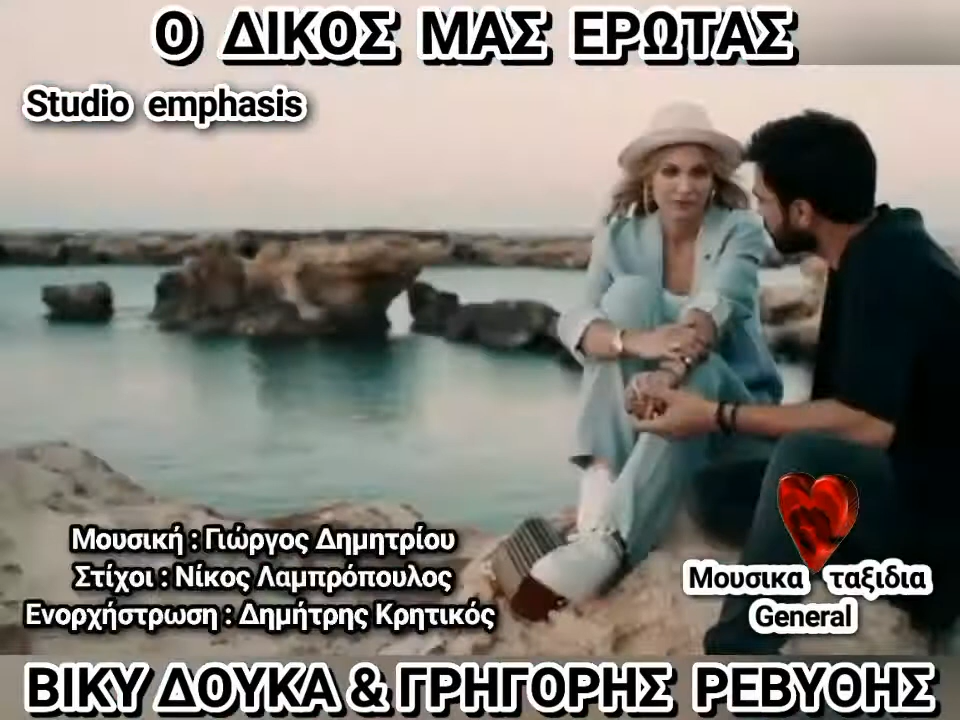 Ο ΔΙΚΟΣ ΜΑΣ ΕΡΩΤΑΣ
Studio emphasis
Μουσική : Γιώργος Δημητρίου
Στίχοι : Νίκος Λαμπρόπουλος
Ενορχήστρωση : Δημήτρης Κρητικός
Μουσικα ταξιδια
General
ΒΙΚΥ ΔΟΥΚΑ & ΓΡΗΓΟΡΗΣ ΡΕΒΥΘΗΣ